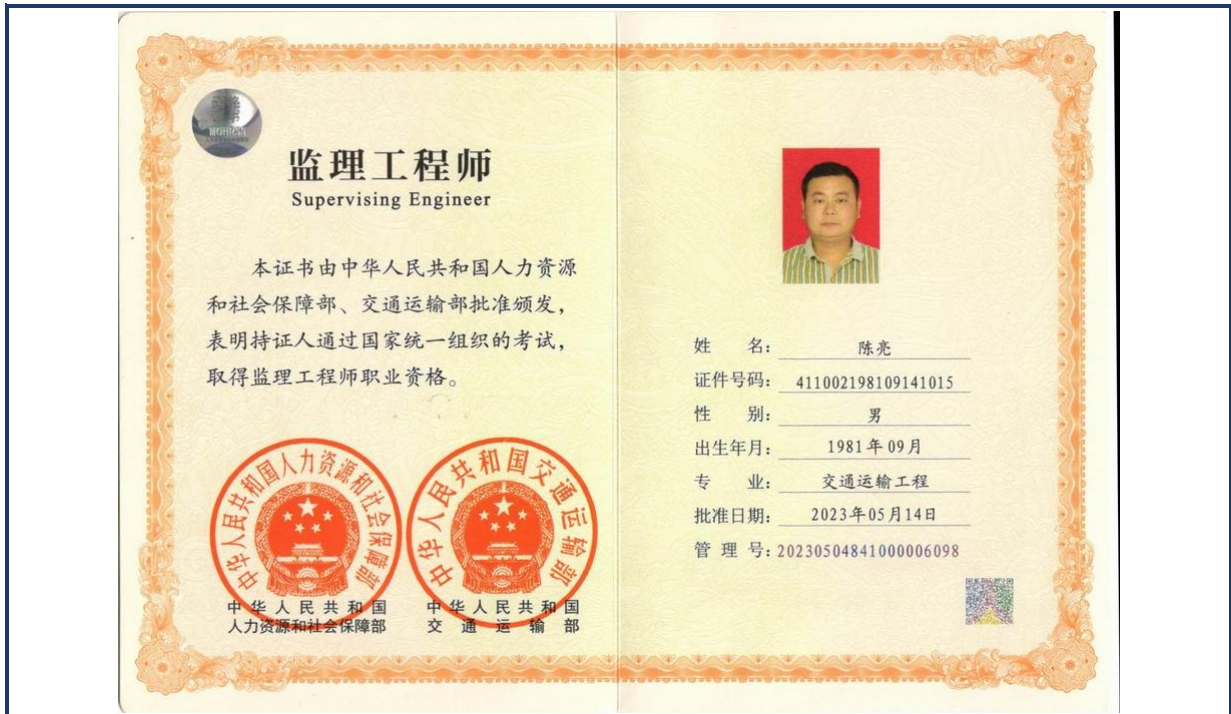 监理工程师
Supervising Engineer
本证书由中华人民共和国人力资源
和社会保障部、交通运输部批准颁发，
表明持证人通过国家统一组织的考试，
取得监理工程师职业资格。
中华人民共和国人力资源和社会保障部
中华人民共和国交通运输部
中华人民共和国
人力资源和社会保障部
中华人民共和国
交通运输部
姓 名： 陈亮
证件号码： 411002198109141015
性 别： 男
出生年月： 1981年09月
专 业： 交通运输工程
批准日期： 2023年05月14日
管 理 号：20230504841000006098